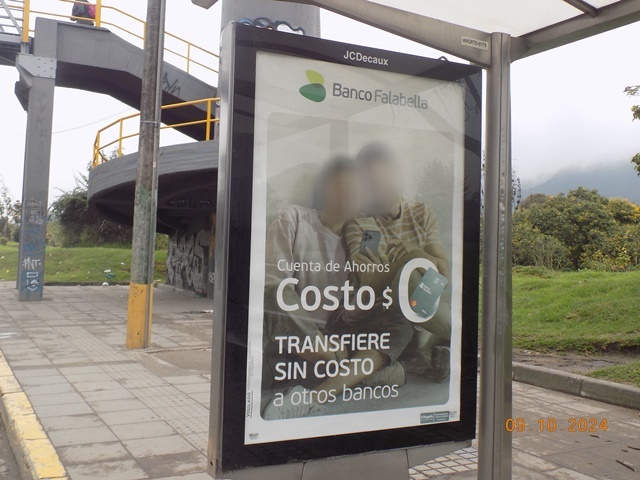 JCDecaux
Banco Falabella
Cuenta de Ahorros
Costo $0
TRANSFIERE
SIN COSTO
a otros bancos
09.10.2024